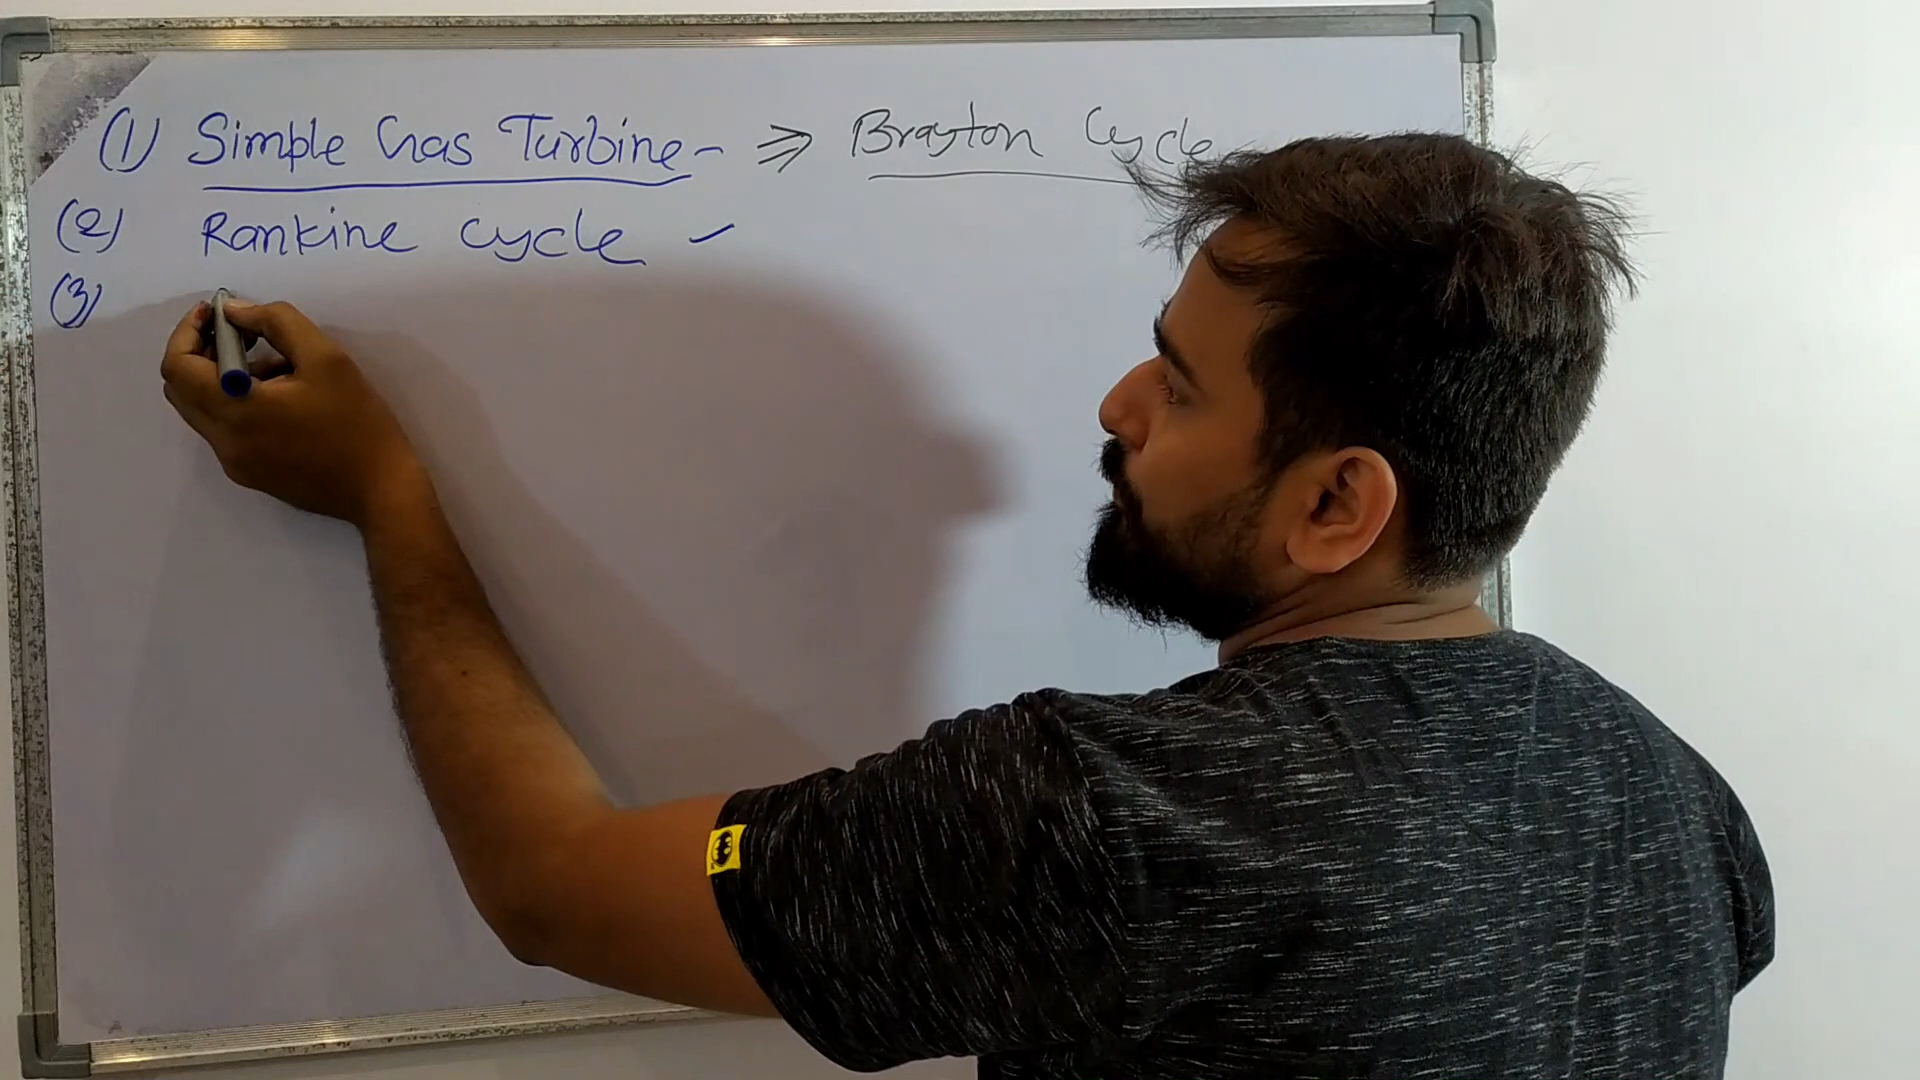 (1) Simple Gas Turbine - ⇒ Brayton Cycle
(2) Rankine cycle ✓
(3)